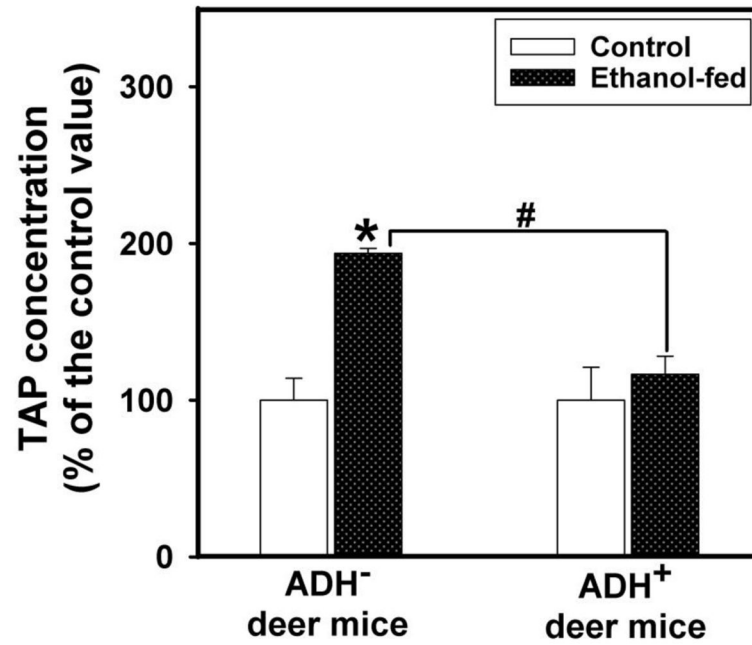 TAP concentration
(% of the control value)
300
200
100
0
Control
Ethanol-fed
*
#
ADH⁻
deer mice
ADH⁺
deer mice